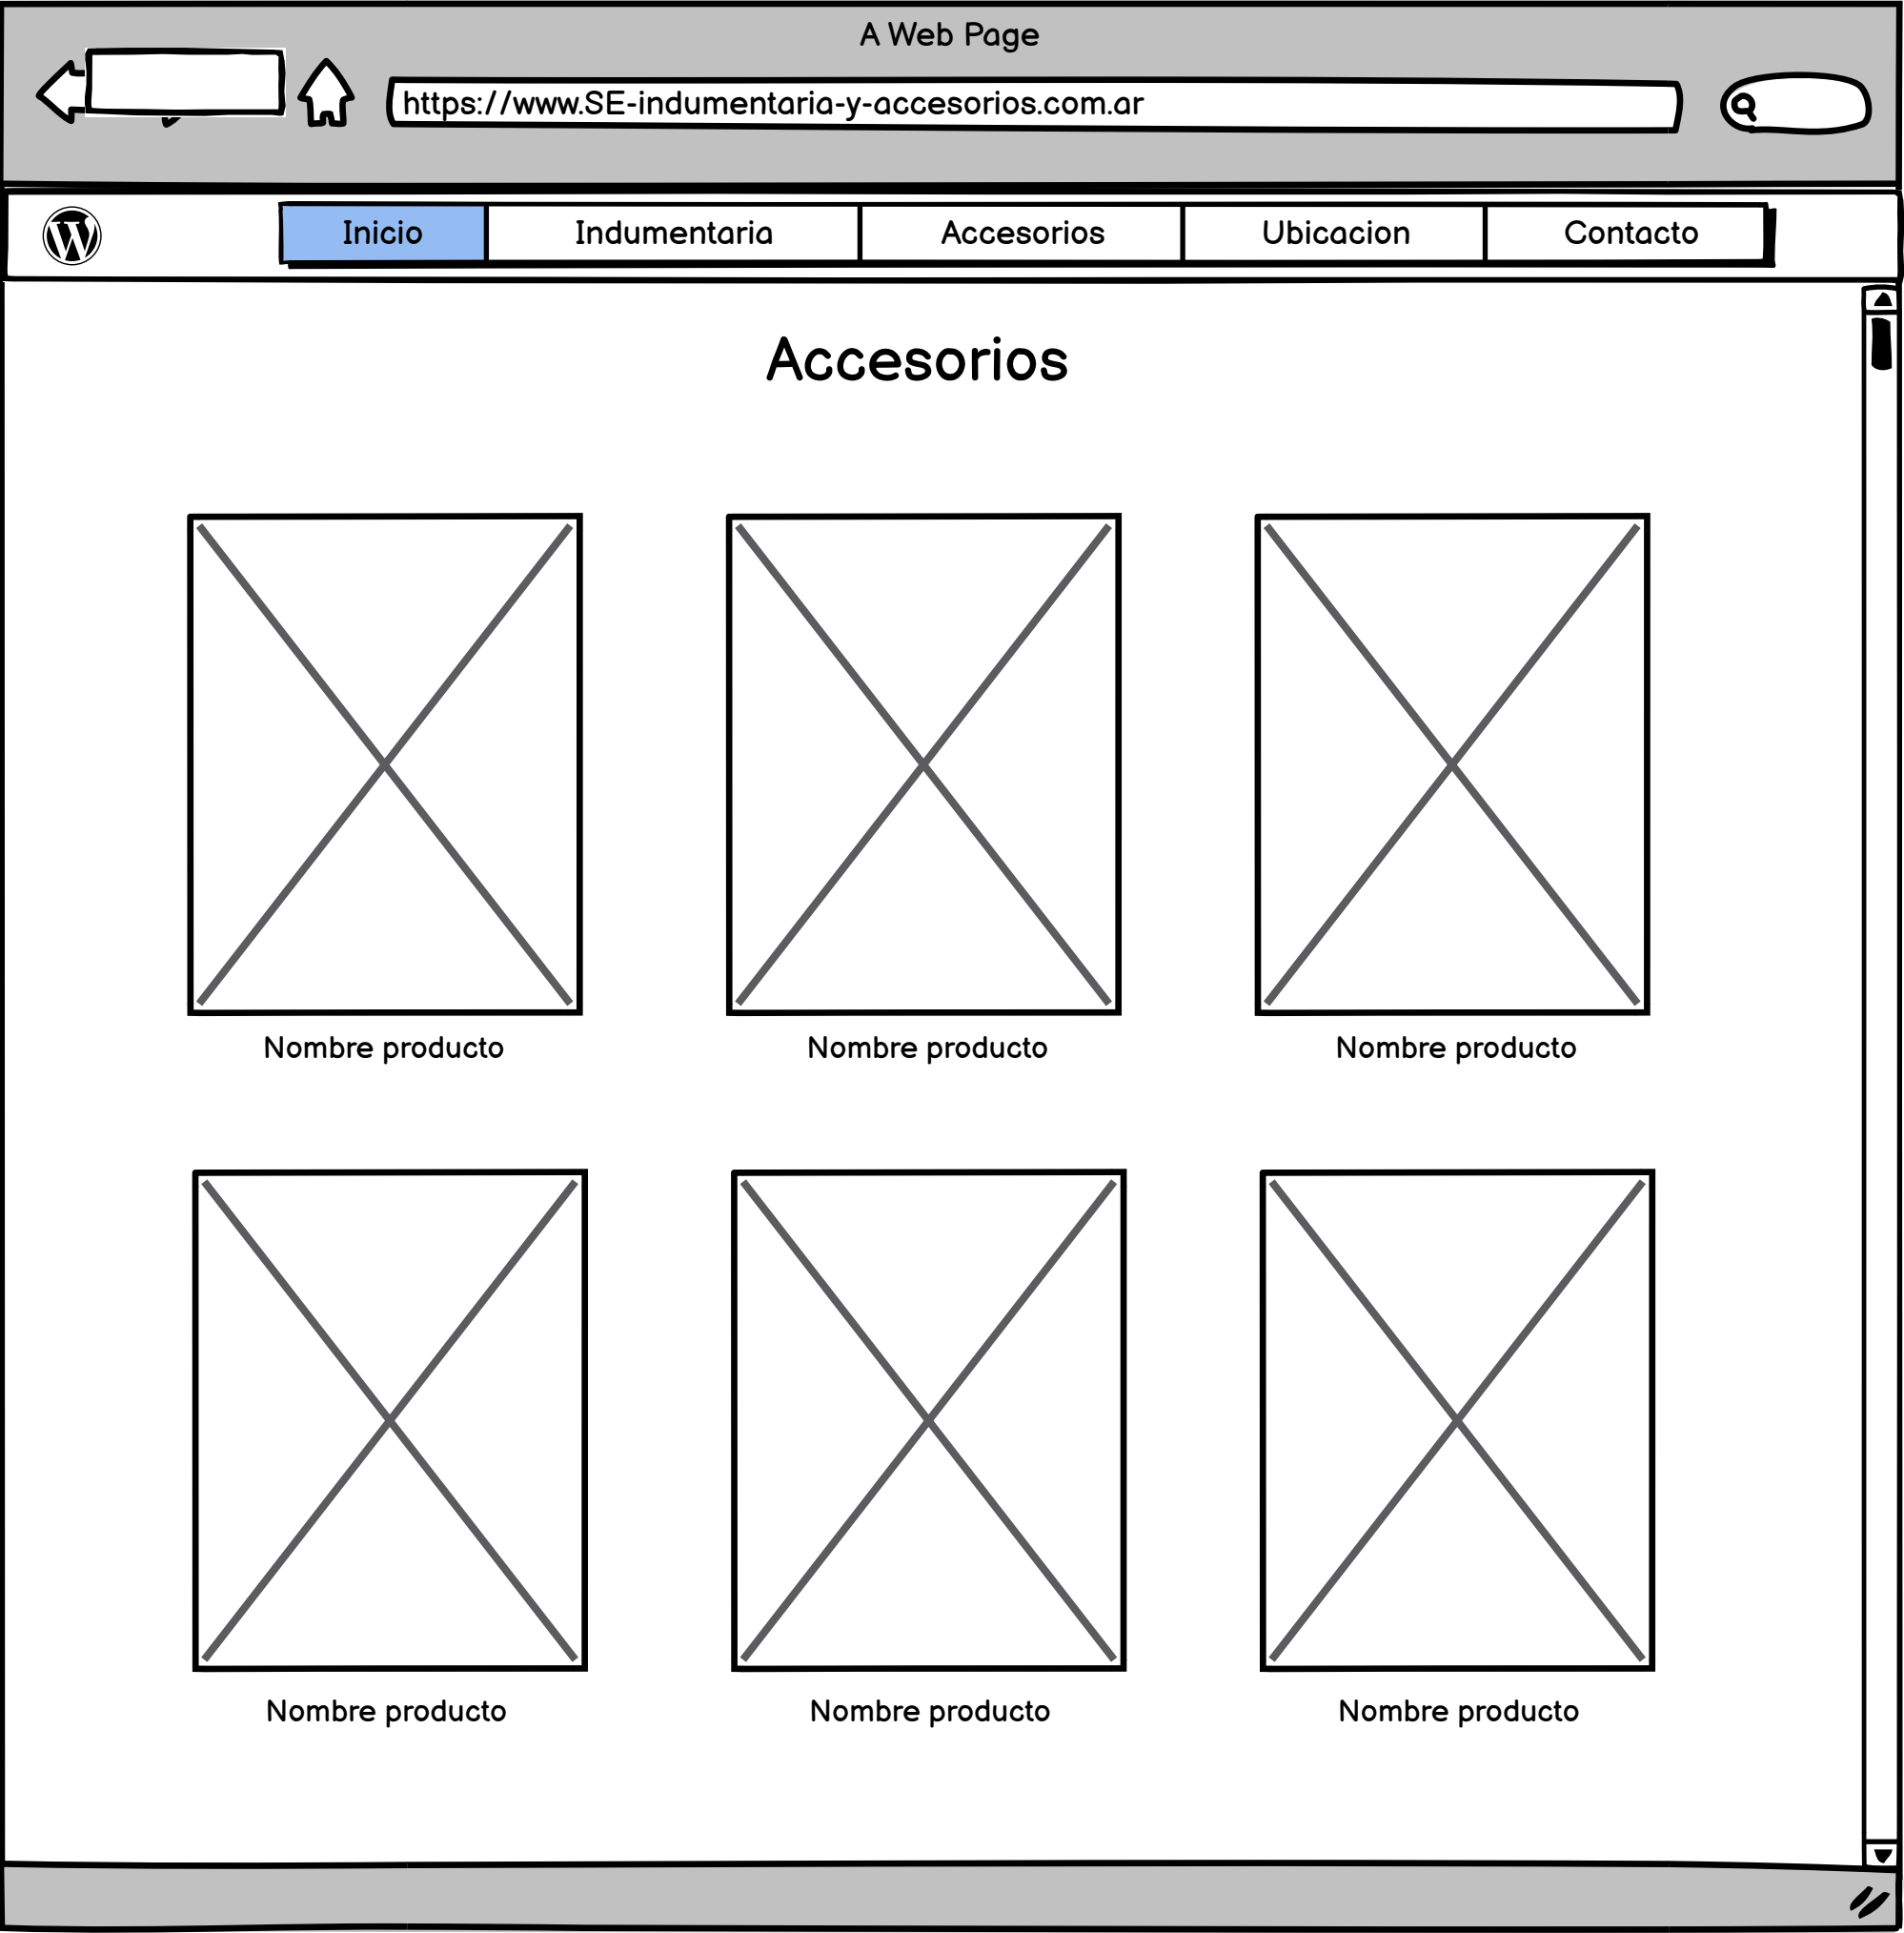 A Web Page
https://www.SE-indumentaria-y-accesorios.com.ar
Inicio Indumentaria Accesorios Ubicacion Contacto
Accesorios
Nombre producto Nombre producto Nombre producto
Nombre producto Nombre producto Nombre producto